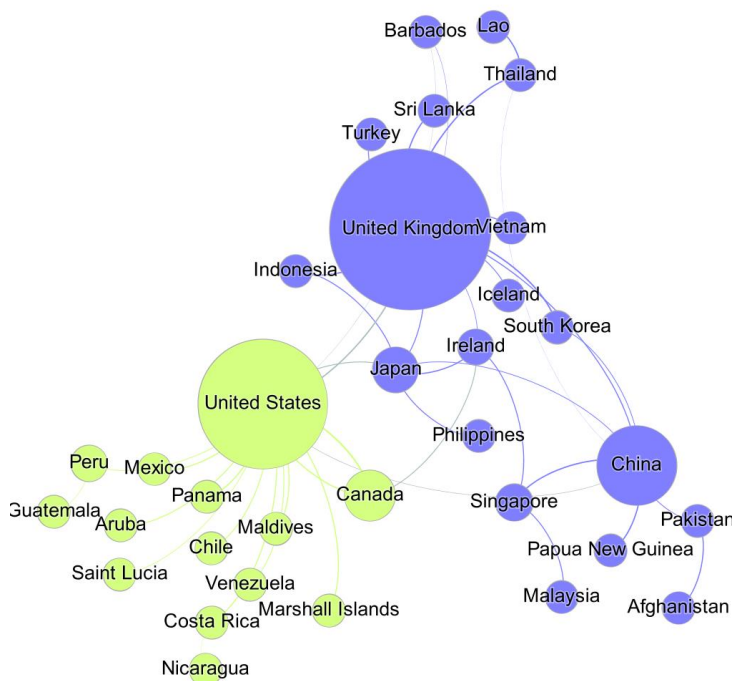 Barbados
Lao
Thailand
Sri Lanka
Turkey
United Kingdom
Vietnam
Indonesia
Iceland
South Korea
Ireland
Japan
United States
Philippines
China
Peru
Mexico
Panama
Canada
Singapore
Guatemala
Aruba
Maldives
Pakistan
Chile
Papua New Guinea
Saint Lucia
Venezuela
Malaysia
Marshall Islands
Afghanistan
Costa Rica
Nicaragua